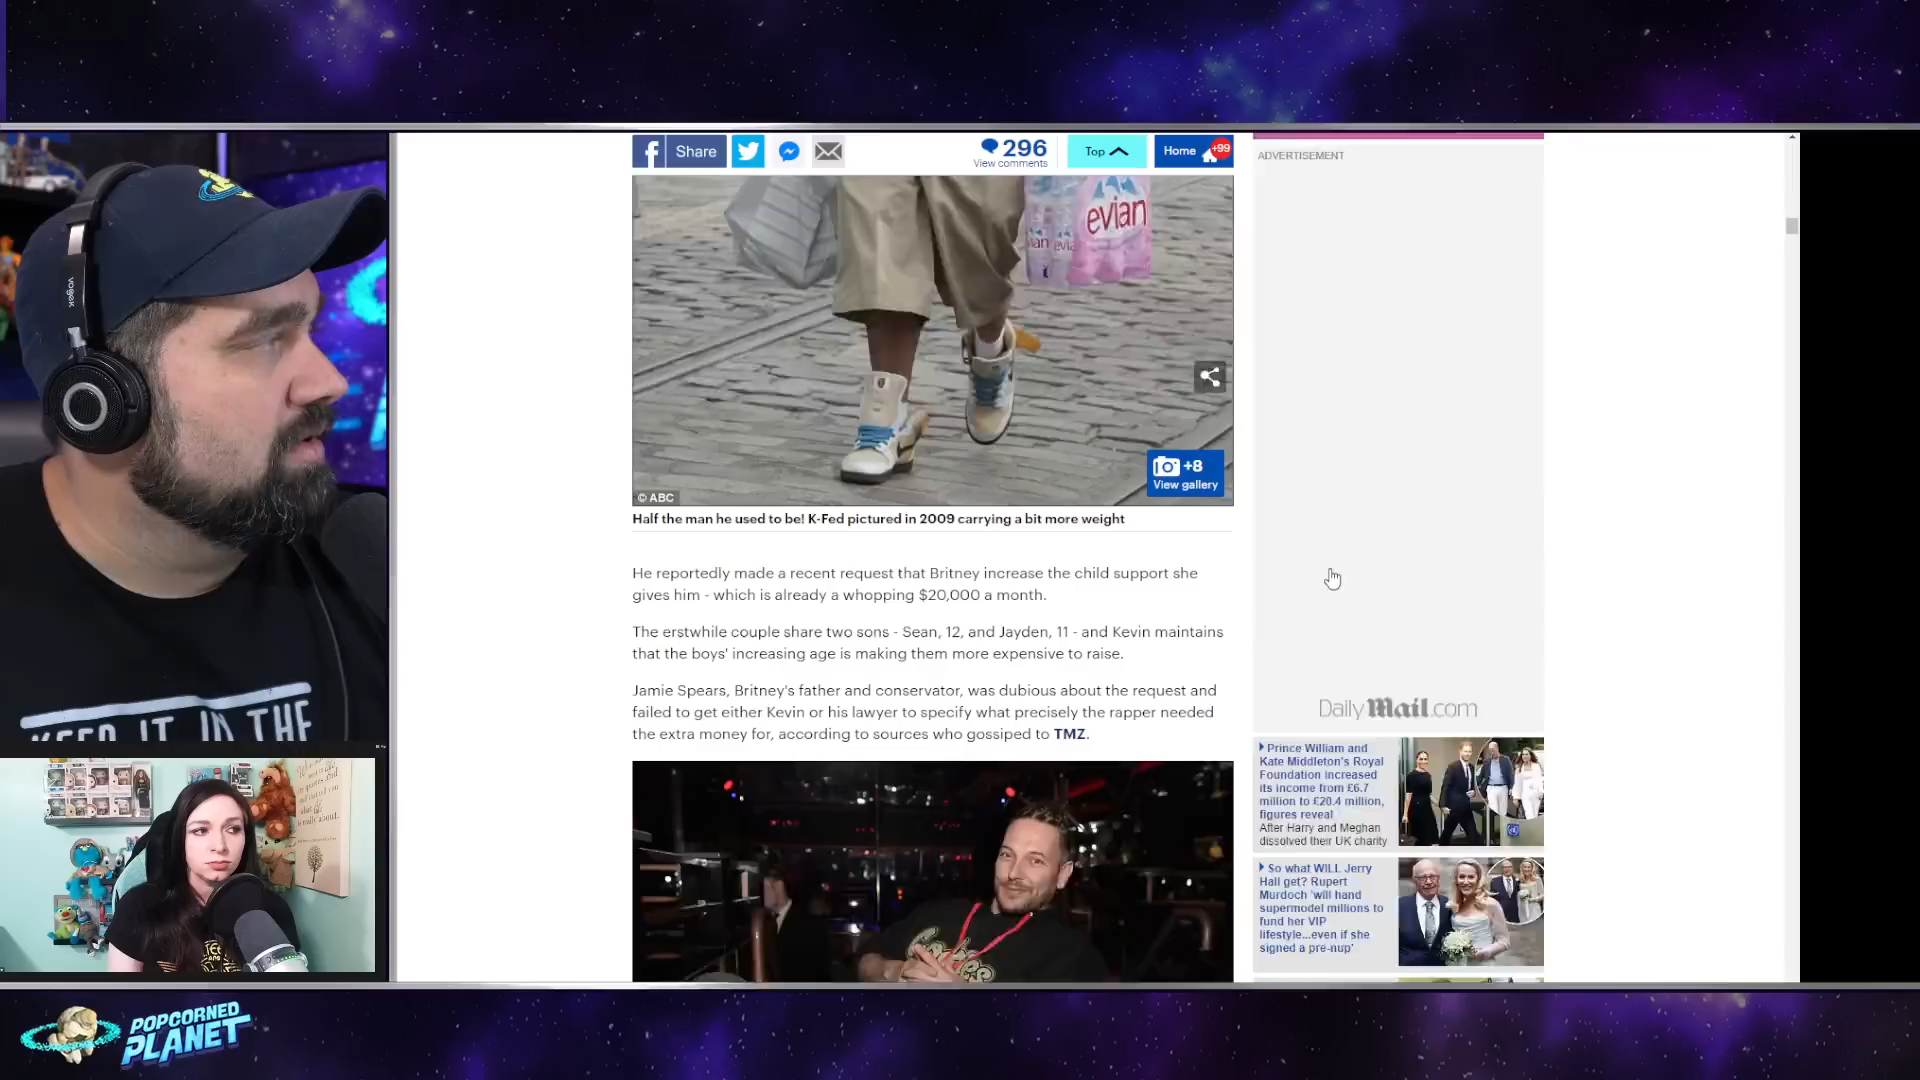 Share
296
View comments
Top
Home
+99
ADVERTISEMENT
evian
+8
View gallery
© ABC
Half the man he used to be! K-Fed pictured in 2009 carrying a bit more weight
He reportedly made a recent request that Britney increase the child support she
gives him - which is already a whopping $20,000 a month.
The erstwhile couple share two sons - Sean, 12, and Jayden, 11 - and Kevin maintains
that the boys' increasing age is making them more expensive to raise.
Jamie Spears, Britney's father and conservator, was dubious about the request and
failed to get either Kevin or his lawyer to specify what precisely the rapper needed
the extra money for, according to sources who gossiped to TMZ.
DailyMail.com
Prince William and
Kate Middleton's Royal
Foundation increased
its income from £6.7
million to £20.4 million,
figures reveal
After Harry and Meghan
dissolved their UK charity
So what WILL Jerry
Hall get? Rupert
Murdoch 'will hand
supermodel millions to
fund her VIP
lifestyle...even if she
signed a pre-nup'
vogek
KEEP IT IN THE
POPCORNED
PLANET